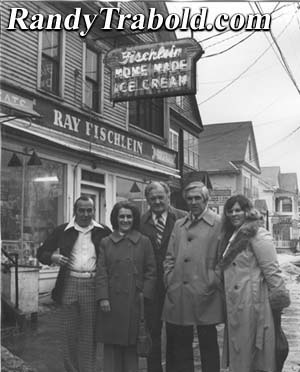 RandyTrabold.com
Fischlein
HOME MADE
ICE CREAM
RAY FISCHLEIN